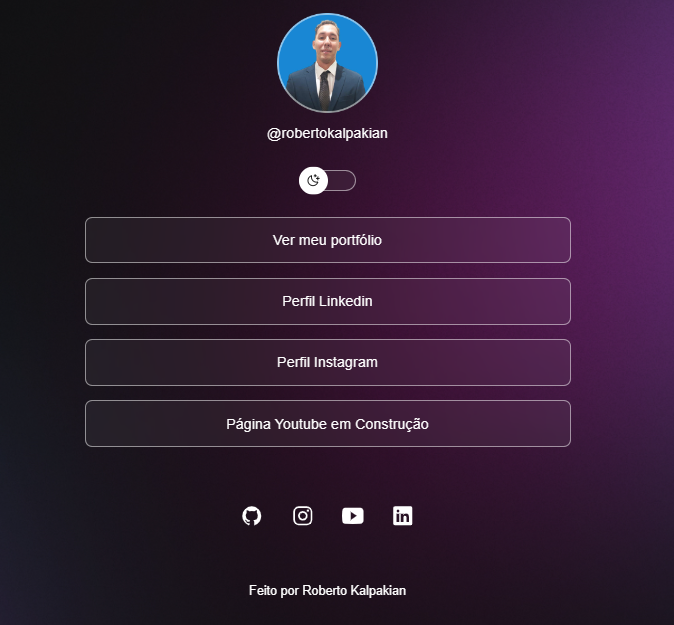 @robertokalpakian
Ver meu portfólio
Perfil Linkedin
Perfil Instagram
Página Youtube em Construção
Feito por Roberto Kalpakian